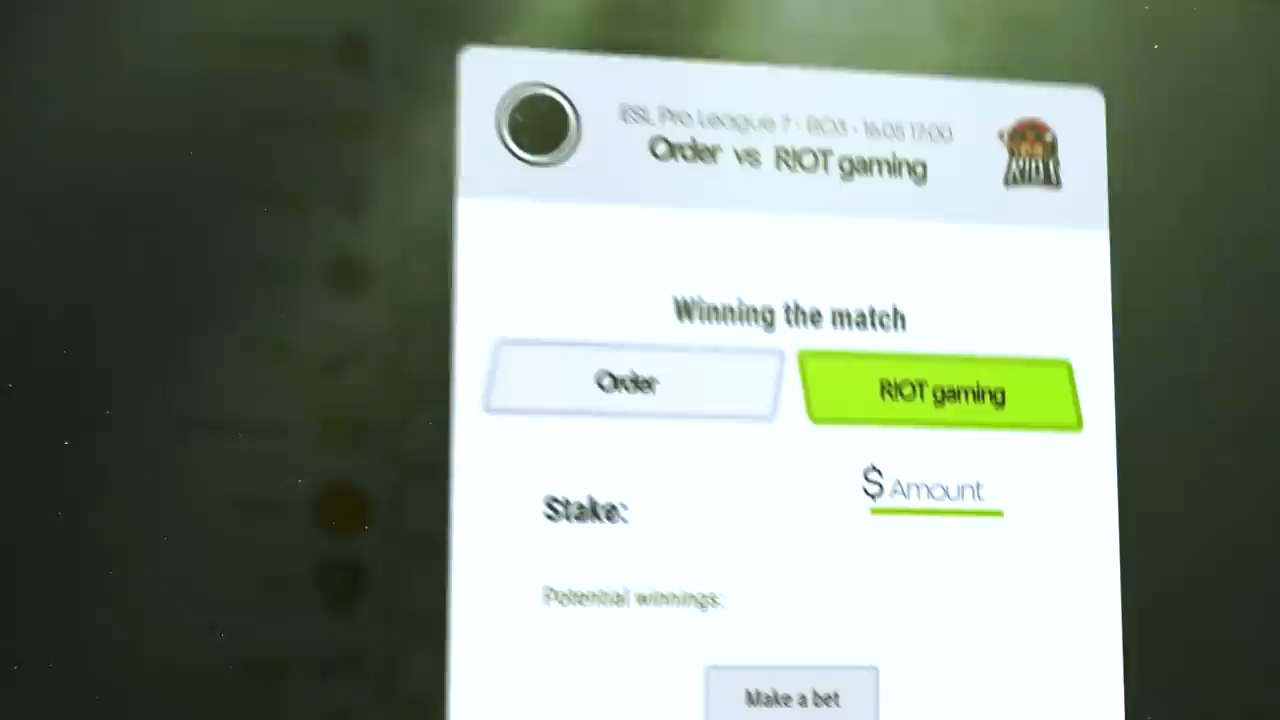 ESL Pro League 7 - BO3 - 16.05 17:00
Order vs RIOT gaming
RIOT
Winning the match
Order
RIOT gaming
$ Amount
Stake:
Potential winnings:
Make a bet